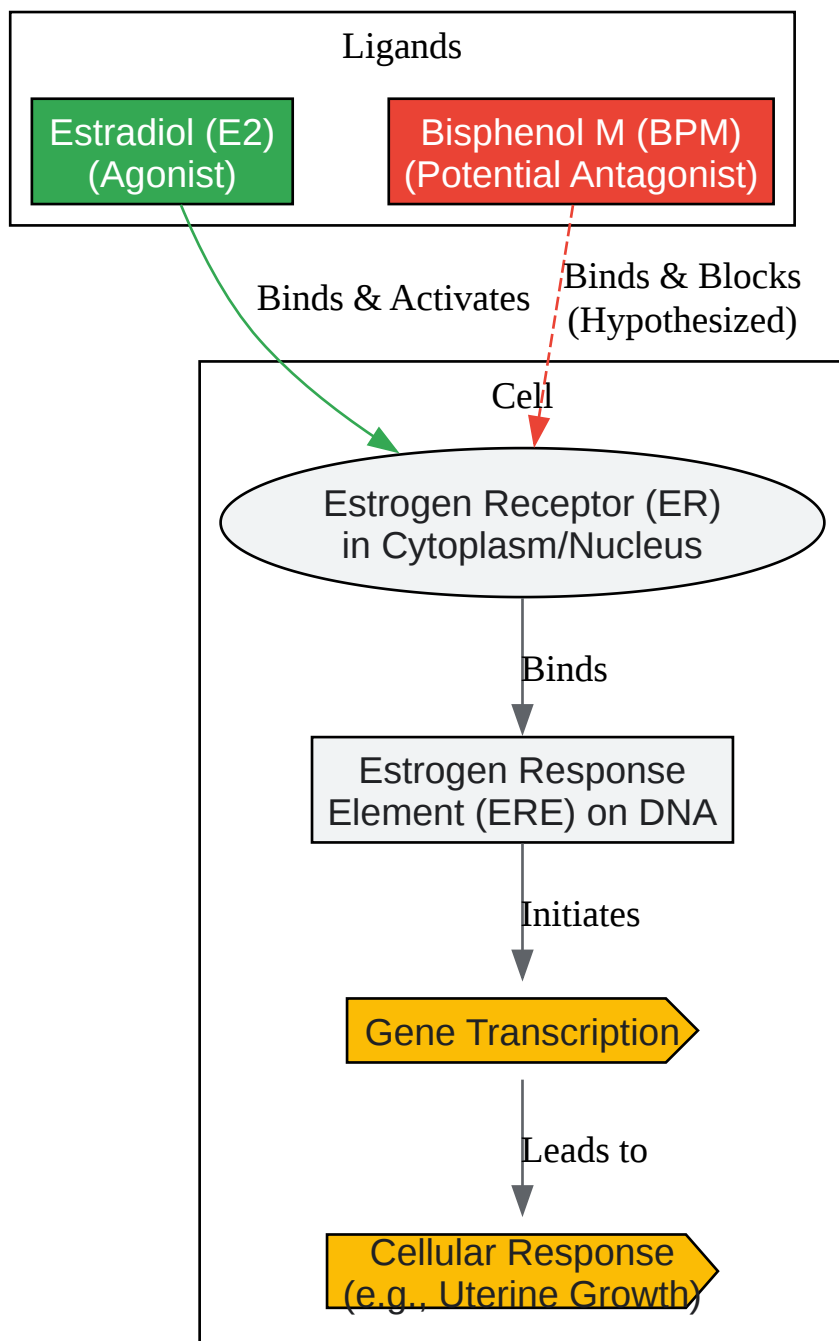 Ligands
Estradiol (E2)
(Agonist)
Bisphenol M (BPM)
(Potential Antagonist)
Binds & Activates
Binds & Blocks
(Hypothesized)
Cell
Estrogen Receptor (ER)
in Cytoplasm/Nucleus
Binds
Estrogen Response
Element (ERE) on DNA
Initiates
Gene Transcription
Leads to
Cellular Response
(e.g., Uterine Growth)